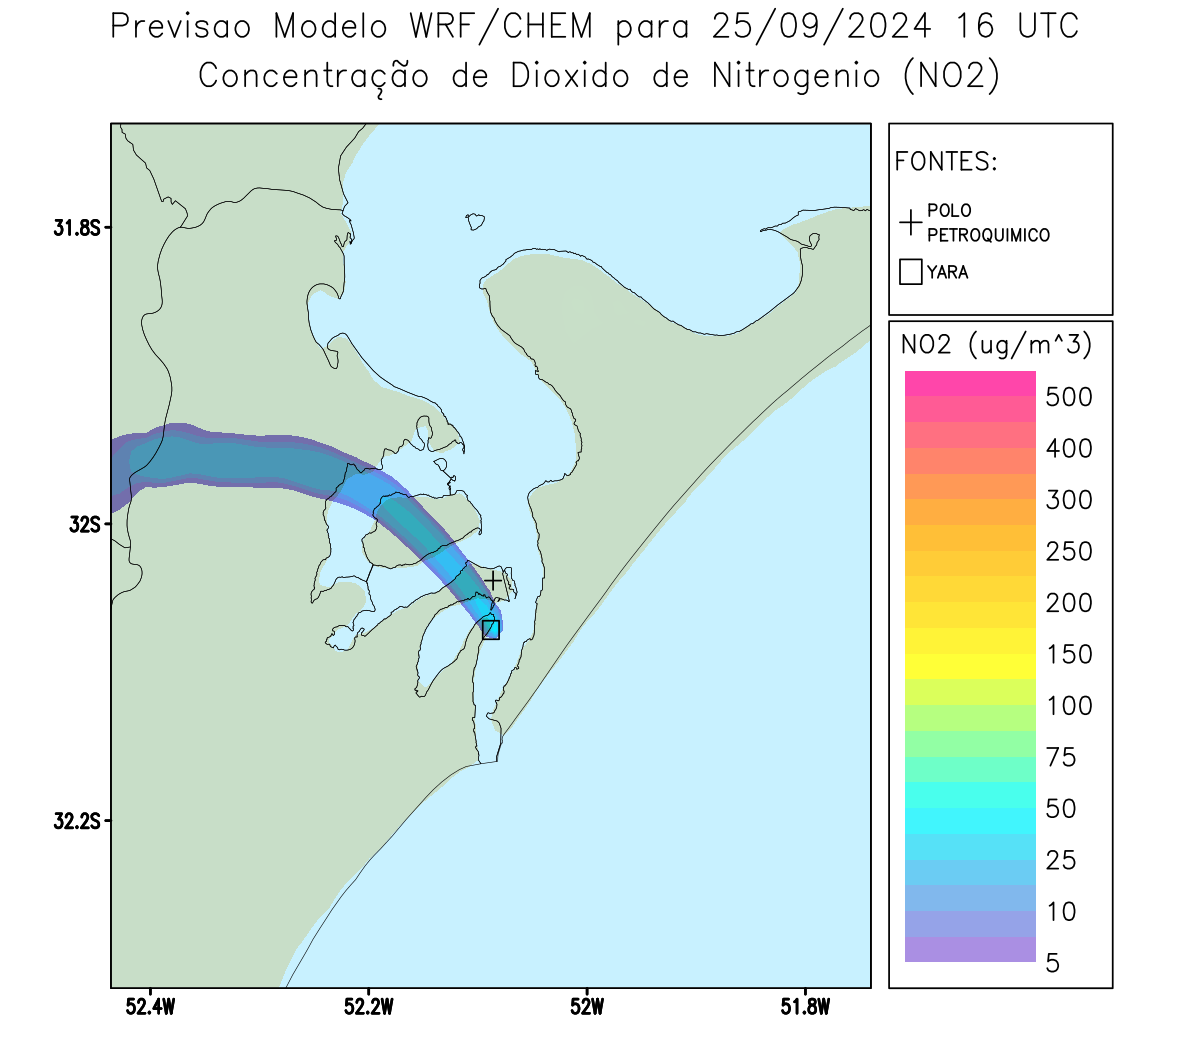 Previsao Modelo WRF/CHEM para 25/09/2024 16 UTC
Concentração de Dioxido de Nitrogenio (NO2)
FONTES:
POLO
PETROQUIMICO
YARA
NO2 (ug/m^3)
500
400
300
250
200
150
100
75
50
25
10
5
31.8S
32S
32.2S
52.4W
52.2W
52W
51.8W